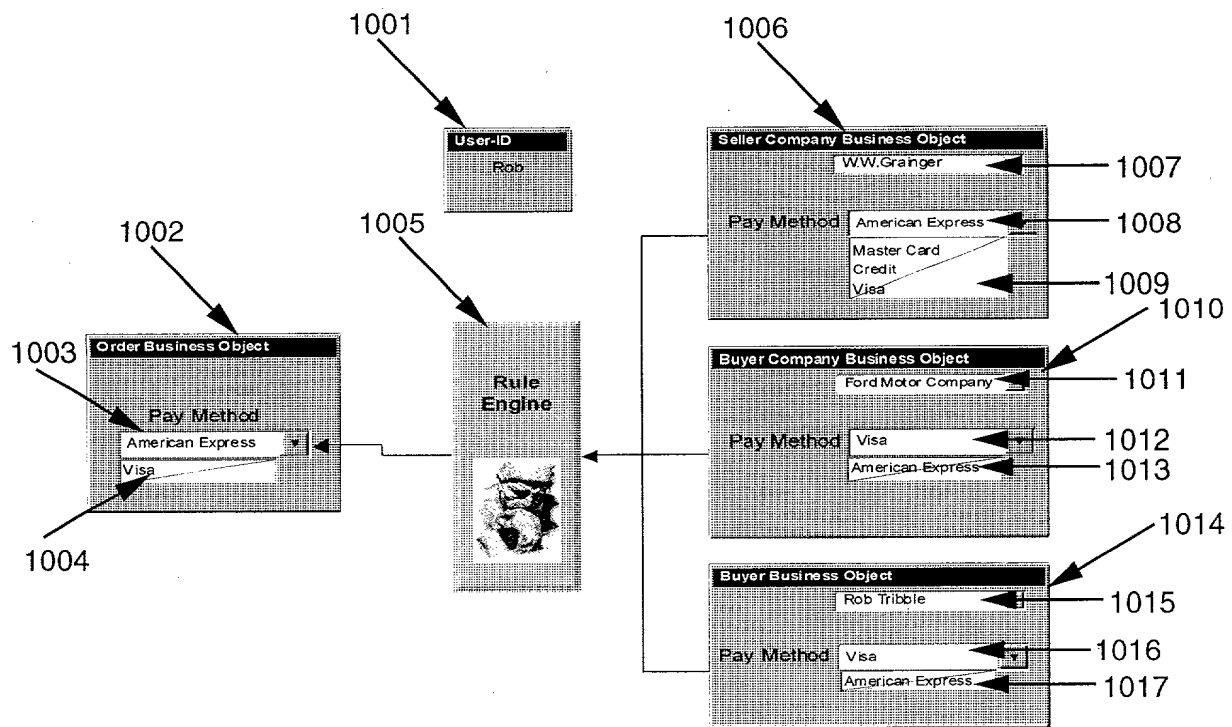 1001
User-ID
Rob
1002
1003
Order Business Object
Pay Method
American Express
Visa
1004
1005
Rule
Engine
1006
Seller Company Business Object
W.W.Grainger
1007
Pay Method
American Express
1008
Master Card
Credit
Visa
1009
1010
Buyer Company Business Object
Ford Motor Company
1011
Pay Method
Visa
1012
American Express
1013
1014
Buyer Business Object
Rob Tribble
1015
Pay Method
Visa
1016
American Express
1017